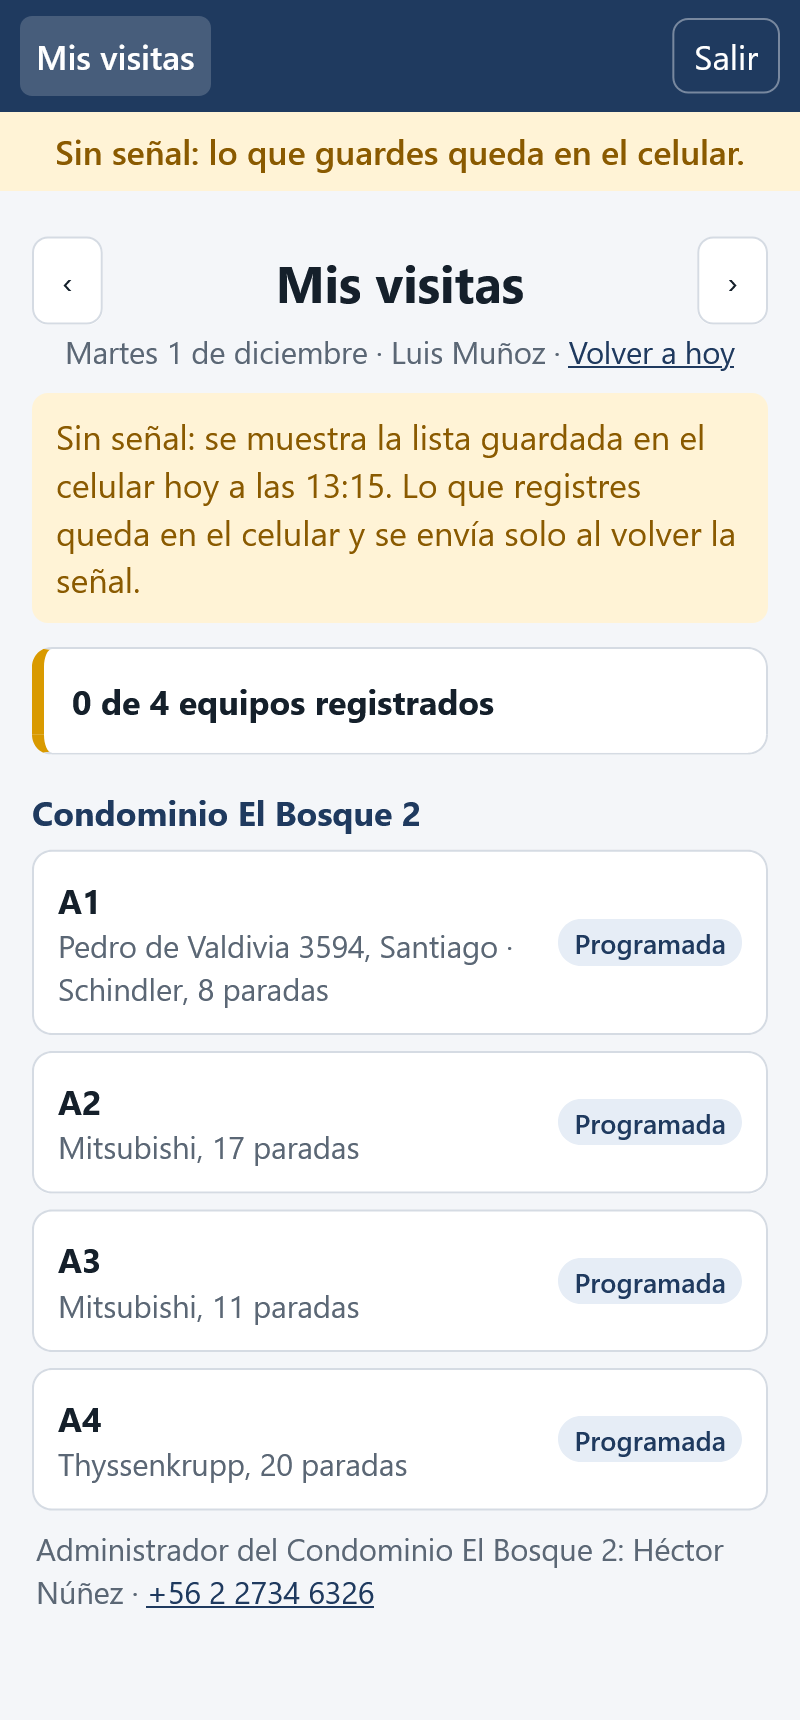 Mis visitas
Salir
Sin señal: lo que guardes queda en el celular.
‹
Mis visitas
›
Martes 1 de diciembre · Luis Muñoz · Volver a hoy
Sin señal: se muestra la lista guardada en el
celular hoy a las 13:15. Lo que registres
queda en el celular y se envía solo al volver la
señal.
0 de 4 equipos registrados
Condominio El Bosque 2
A1
Pedro de Valdivia 3594, Santiago ·
Schindler, 8 paradas
Programada
A2
Mitsubishi, 17 paradas
Programada
A3
Mitsubishi, 11 paradas
Programada
A4
Thyssenkrupp, 20 paradas
Programada
Administrador del Condominio El Bosque 2: Héctor
Núñez · +56 2 2734 6326